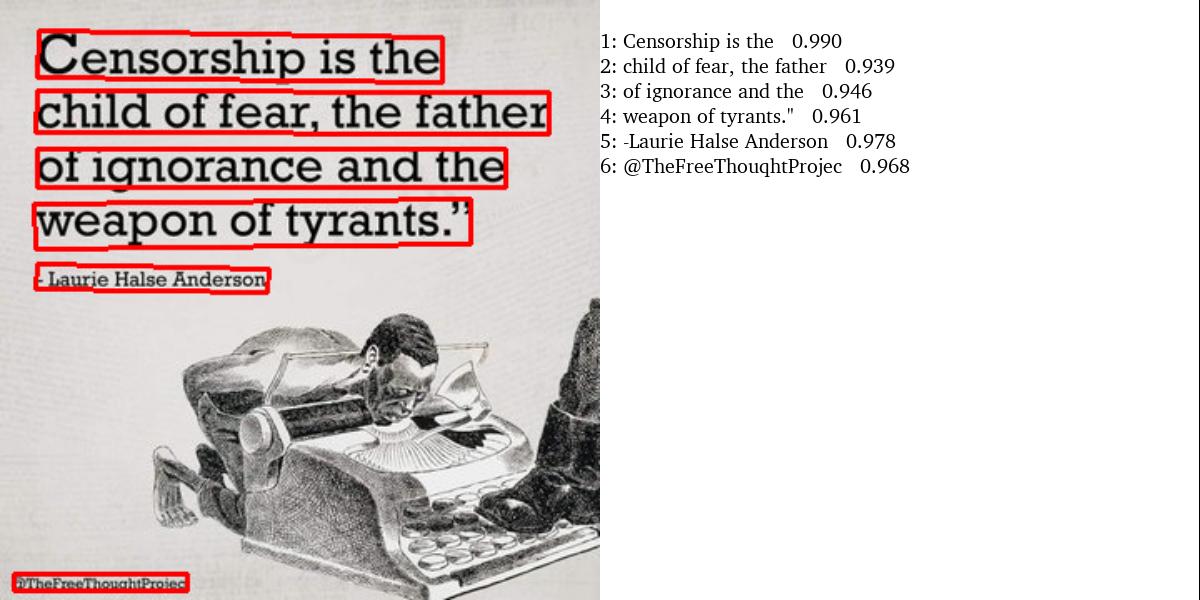 Censorship is the
child of fear, the father
of ignorance and the
weapon of tyrants.”
- Laurie Halse Anderson
@TheFreeThoughtProjec
1: Censorship is the 0.990
2: child of fear, the father 0.939
3: of ignorance and the 0.946
4: weapon of tyrants." 0.961
5: -Laurie Halse Anderson 0.978
6: @TheFreeThouqhtProjec 0.968